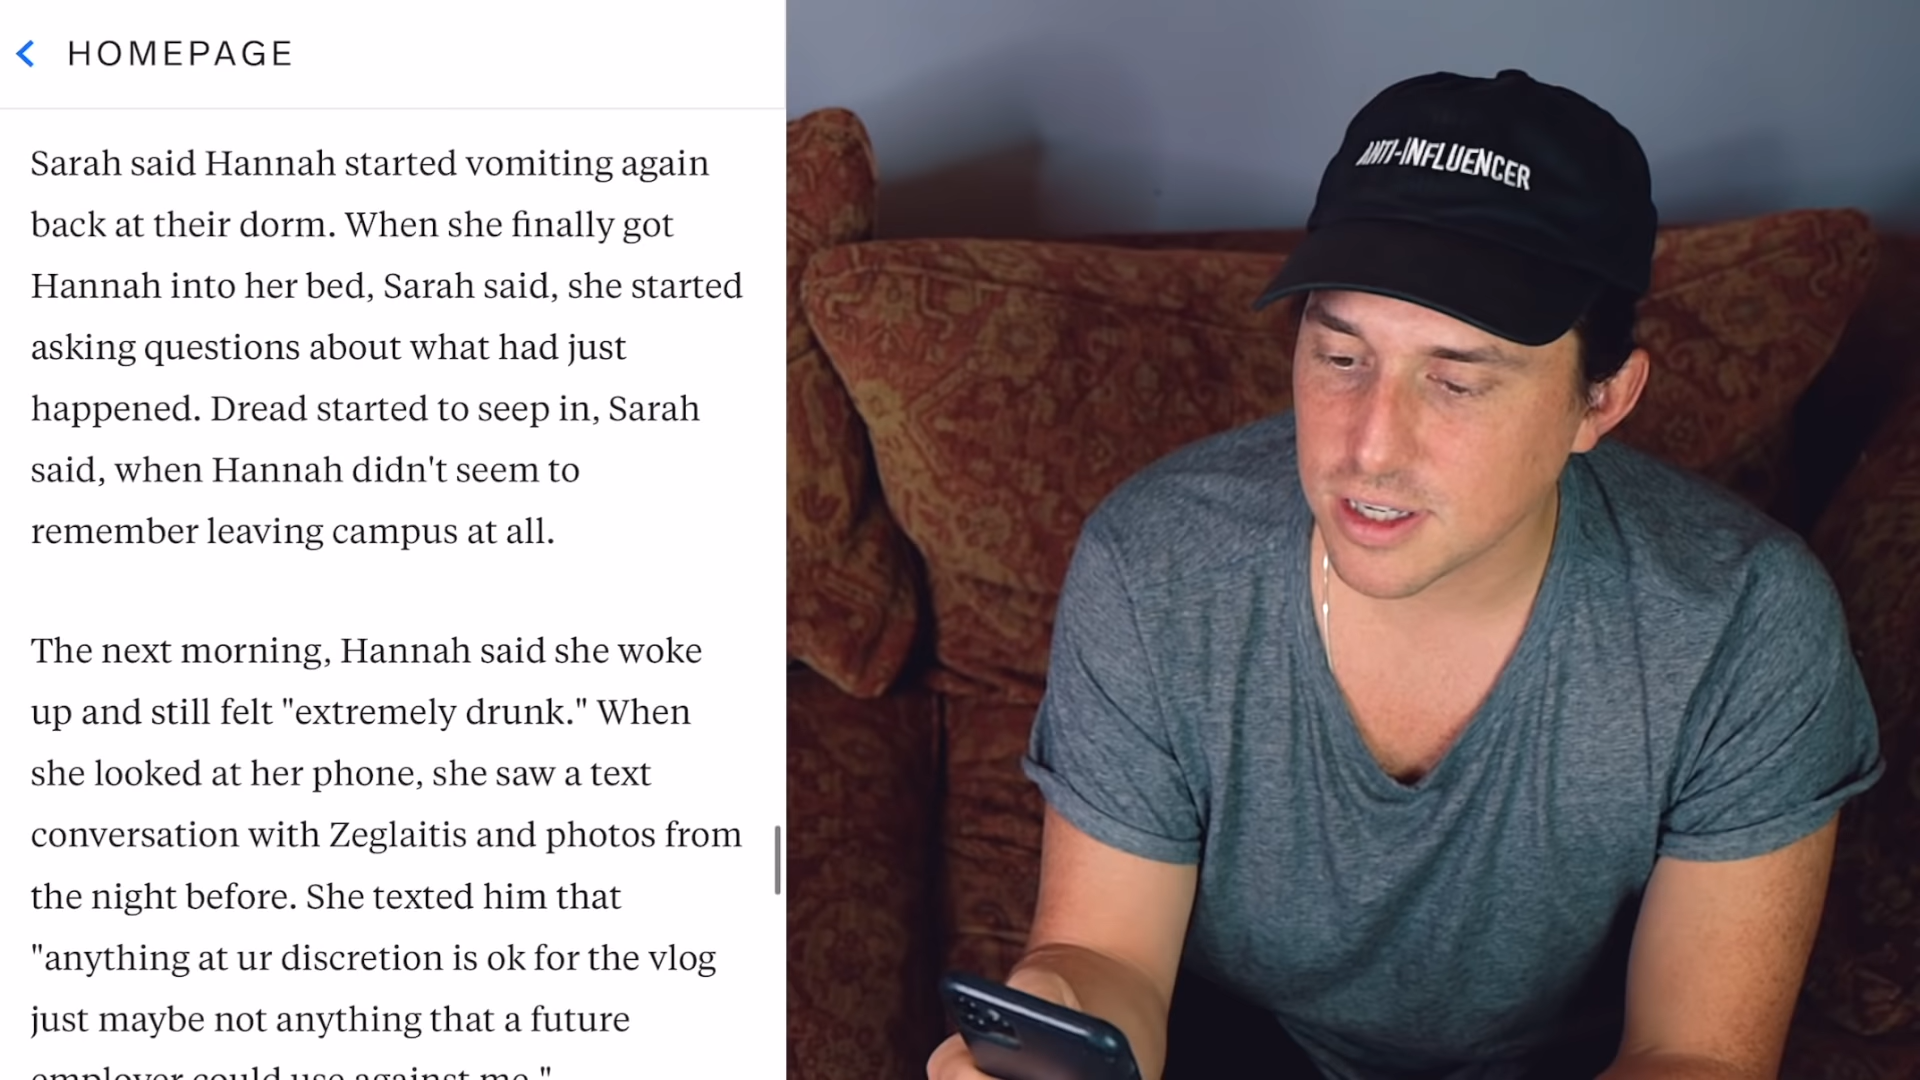 HOMEPAGE
Sarah said Hannah started vomiting again
back at their dorm. When she finally got
Hannah into her bed, Sarah said, she started
asking questions about what had just
happened. Dread started to seep in, Sarah
said, when Hannah didn't seem to
remember leaving campus at all.
The next morning, Hannah said she woke
up and still felt "extremely drunk." When
she looked at her phone, she saw a text
conversation with Zeglaitis and photos from
the night before. She texted him that
"anything at ur discretion is ok for the vlog
just maybe not anything that a future
employer could use against me."
ANTI-INFLUENCER